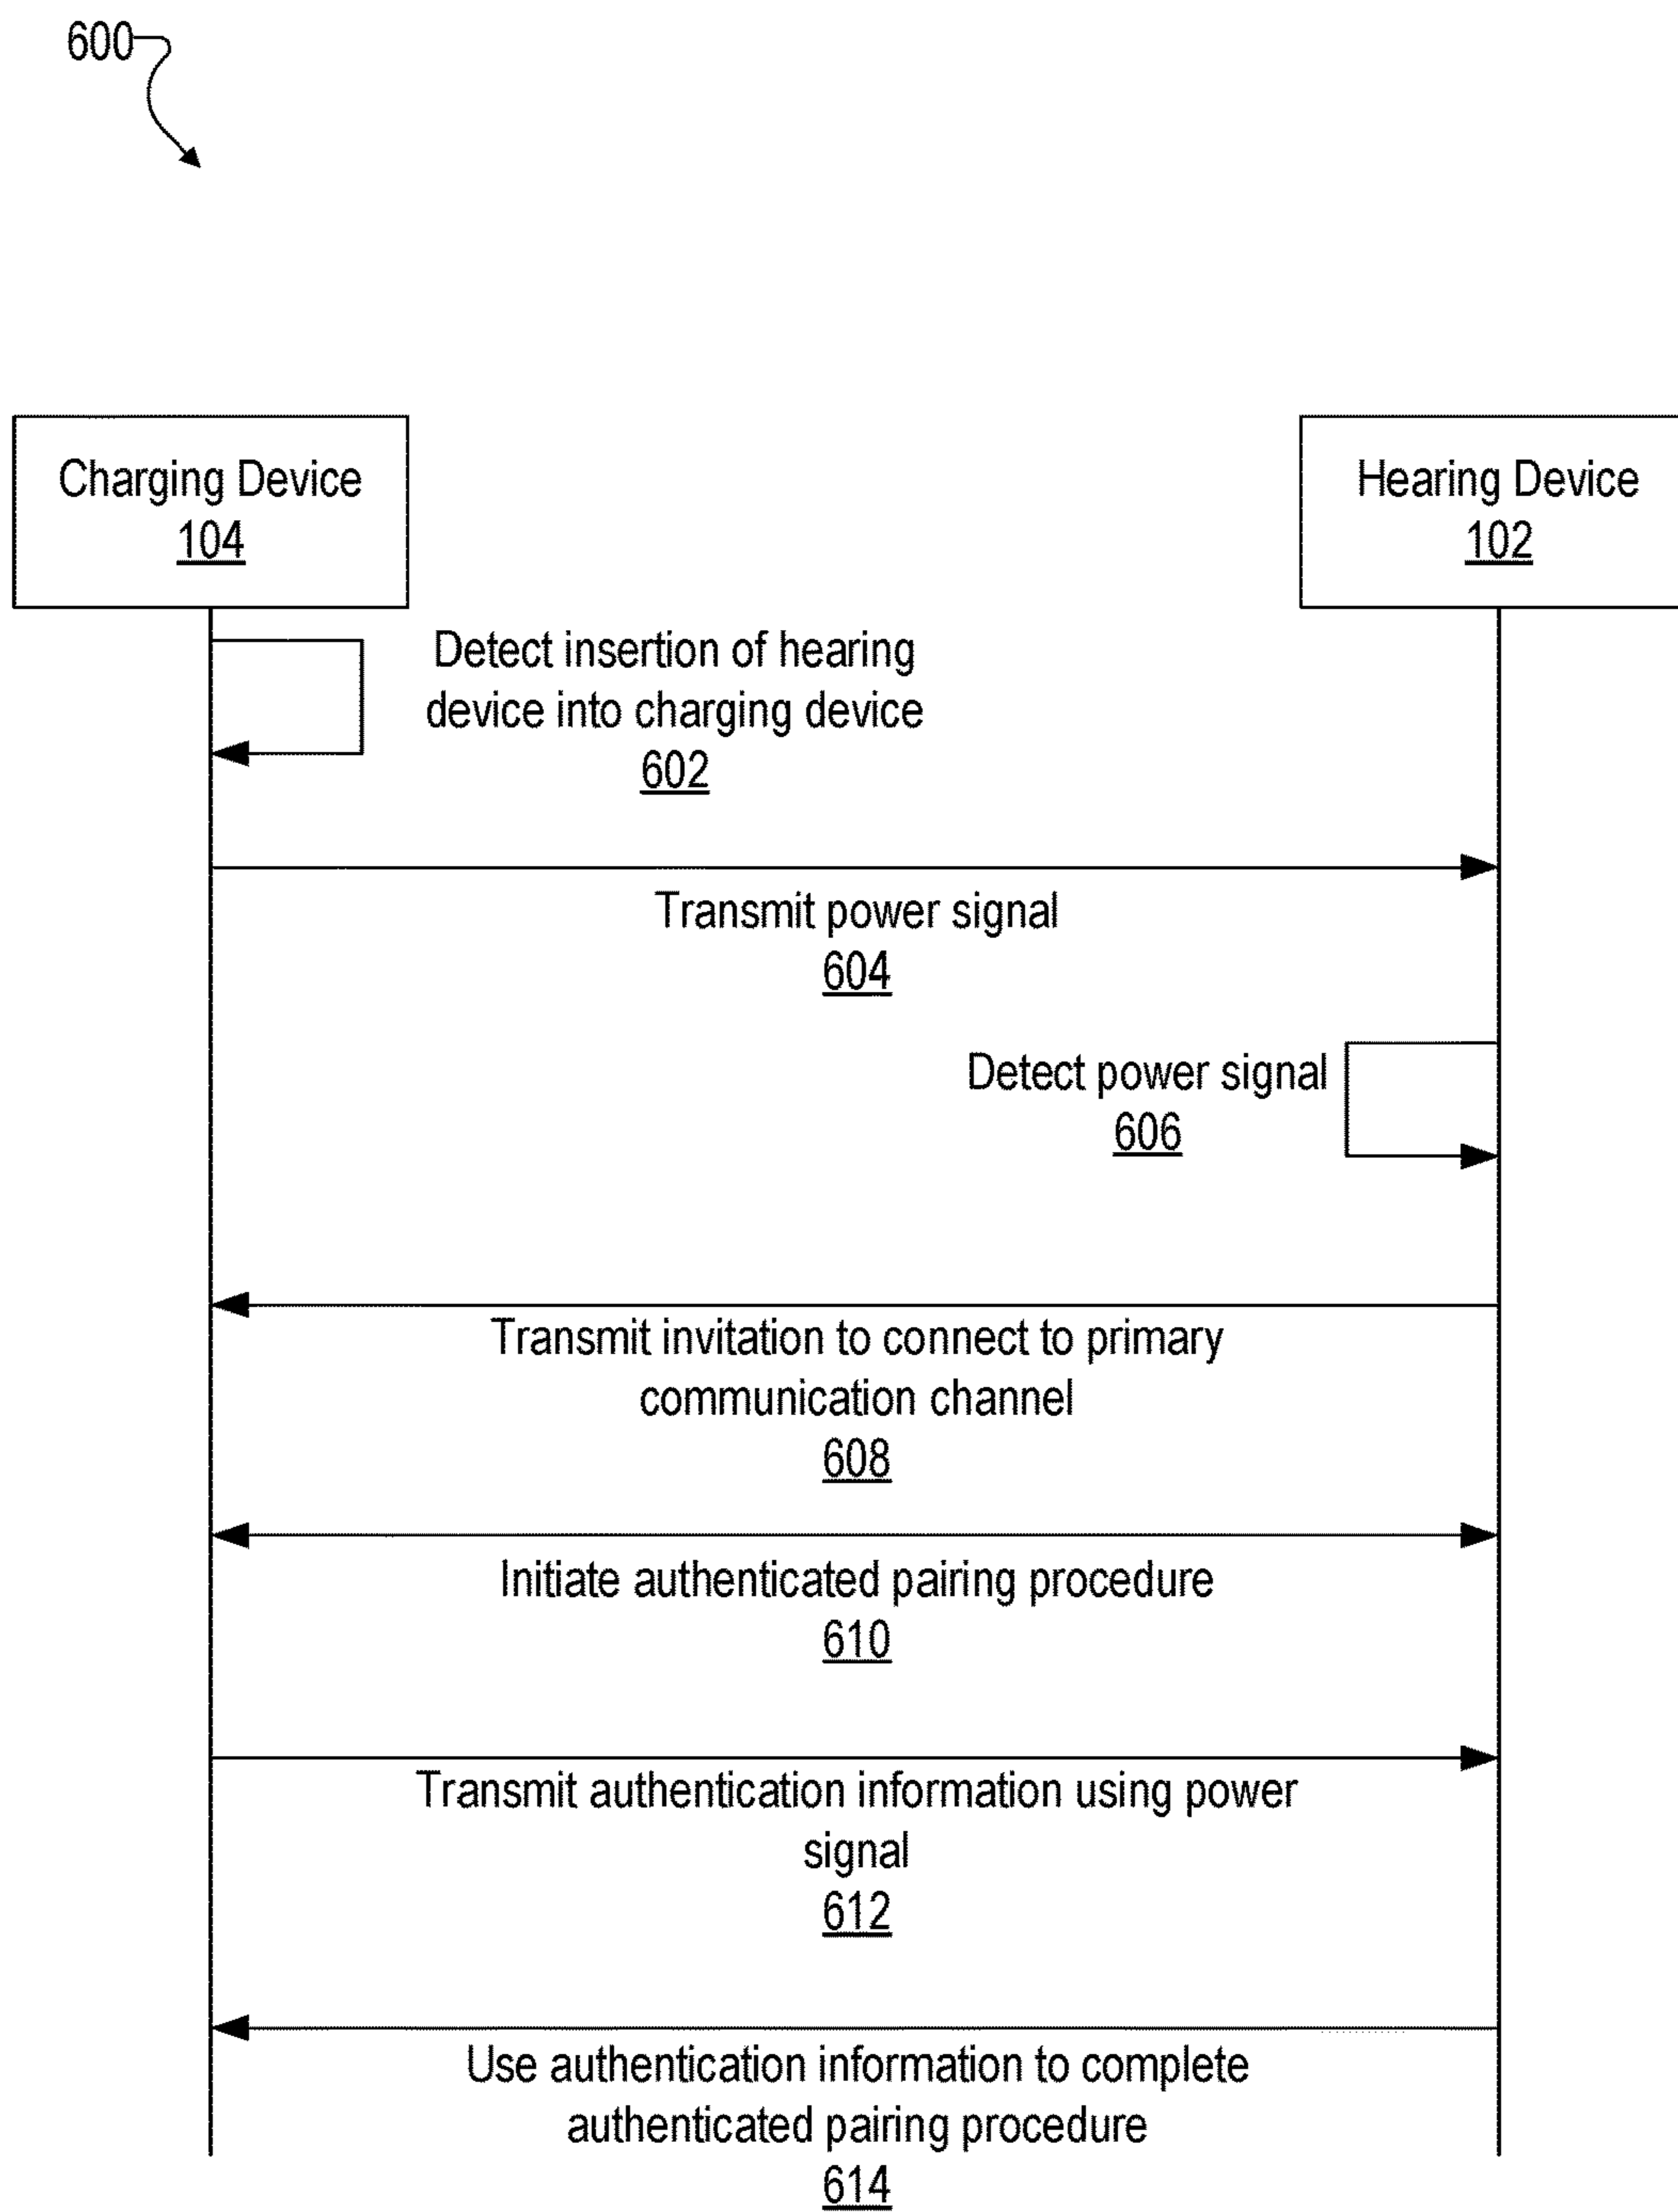 600
Charging Device
104
Hearing Device
102
Detect insertion of hearing
device into charging device
602
Transmit power signal
604
Detect power signal
606
Transmit invitation to connect to primary
communication channel
608
Initiate authenticated pairing procedure
610
Transmit authentication information using power
signal
612
Use authentication information to complete
authenticated pairing procedure
614